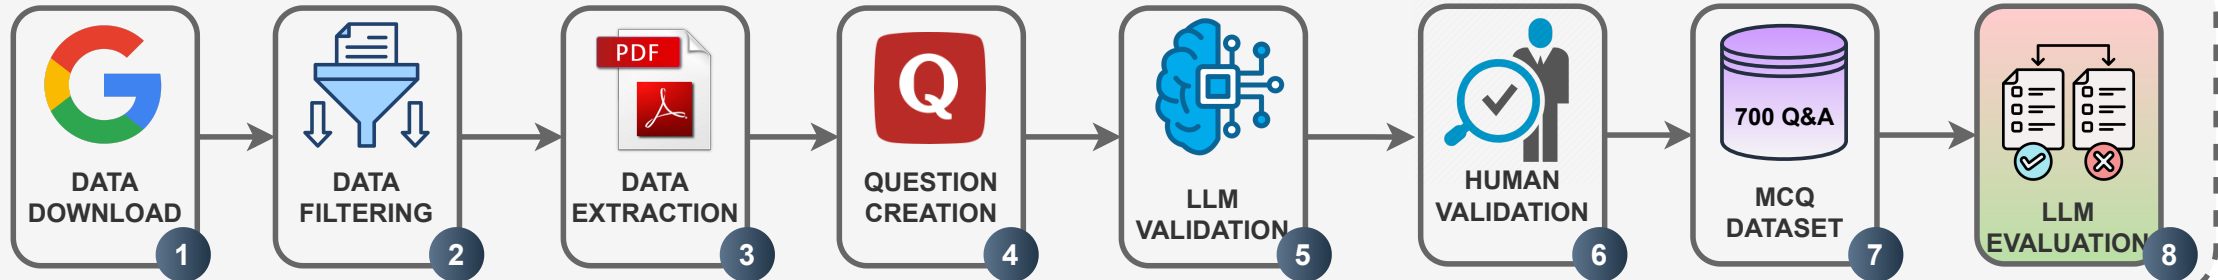 DATA
DOWNLOAD
1
DATA
FILTERING
2
PDF
DATA
EXTRACTION
3
Q
QUESTION
CREATION
4
LLM
VALIDATION
5
HUMAN
VALIDATION
6
700 Q&A
MCQ
DATASET
7
LLM
EVALUATION
8